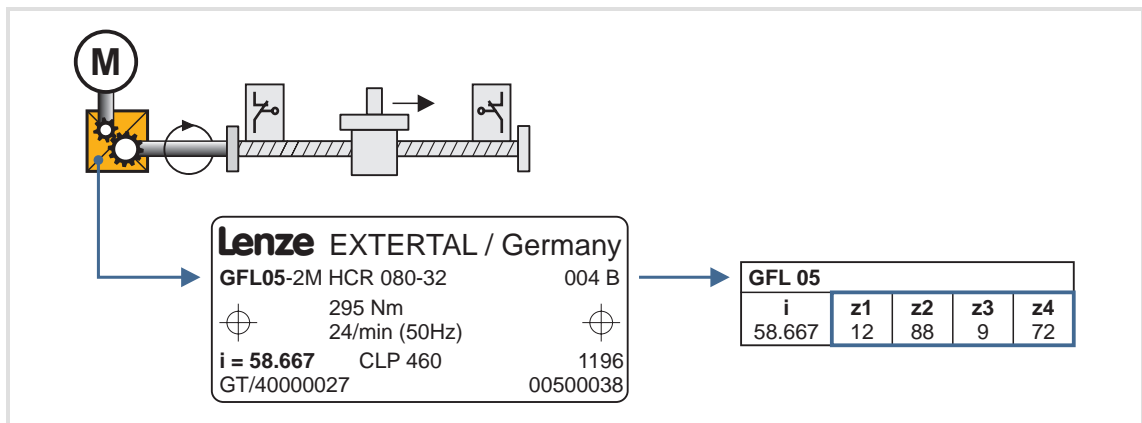 M
Lenze EXTERTAL / Germany
GFL05-2M HCR 080-32 004 B
295 Nm
24/min (50Hz)
i = 58.667 CLP 460 1196
GT/40000027 00500038
GFL 05
i z1 z2 z3 z4
58.667 12 88 9 72